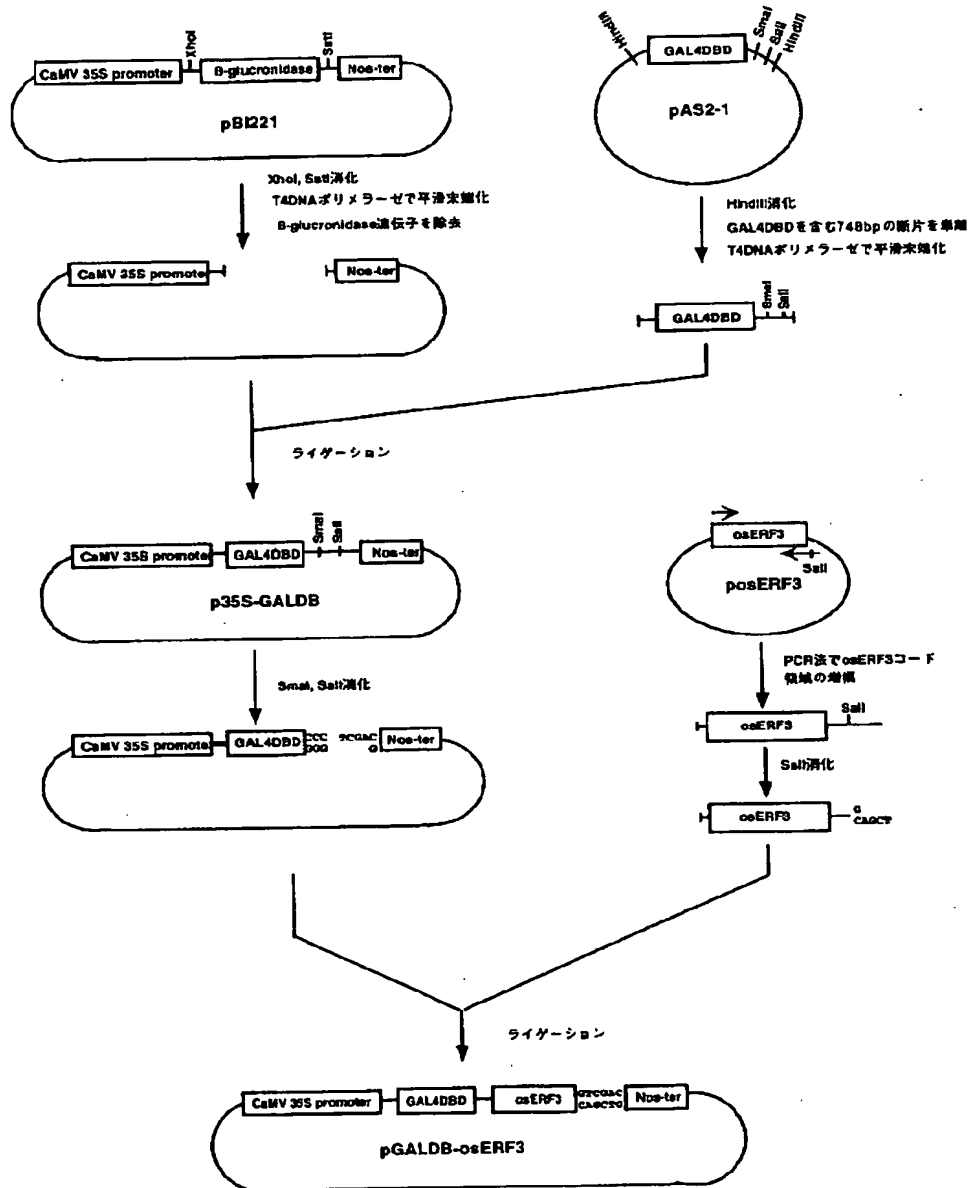 XhoI
SstI
CaMV 35S promoter
B-glucronidase
Nos-ter
pBI221
HindIII
GAL4DBD
SmaI
SalI
HindIII
pAS2-1
XhoI, SstI消化
T4DNAポリメラーゼで平滑末端化
B-glucronidase遺伝子を除去
HindIII消化
GAL4DBDを含む748bpの断片を単離
T4DNAポリメラーゼで平滑末端化
CaMV 35S promoter
Nos-ter
GAL4DBD
SmaI
SalI
ライゲーション
CaMV 35S promoter
GAL4DBD
SmaI
SalI
Nos-ter
p35S-GALDB
osERF3
SalI
posERF3
SmaI, SalI消化
PCR法でosERF3コード
領域の増幅
CaMV 35S promoter
GAL4DBD
CCC
GGG
TCGAC
G
Nos-ter
osERF3
SalI
SalI消化
osERF3
G
CAGCT
ライゲーション
CaMV 35S promoter
GAL4DBD
osERF3
GTCGAC
CAGCTG
Nos-ter
pGALDB-osERF3